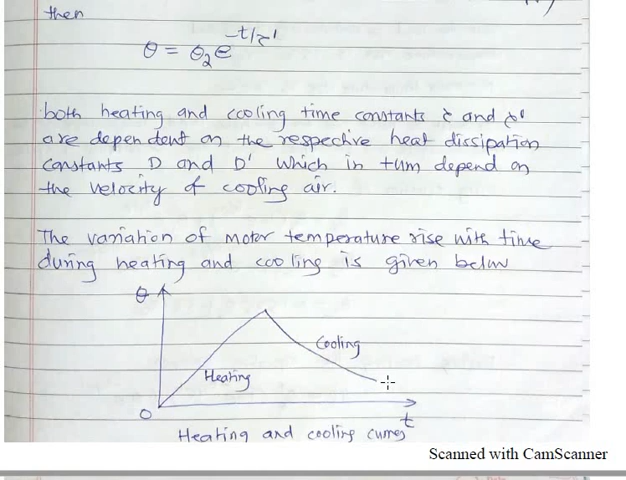 then
θ = θ₂ e^(-t/τ')
both heating and cooling time constants τ and τ'
are dependent on the respective heat dissipation
constants D and D' which in turn depend on
the velocity of cooling air.
The variation of motor temperature rise with time
during heating and cooling is given below
θ
Cooling
Heating
0
t
Heating and cooling curves
Scanned with CamScanner